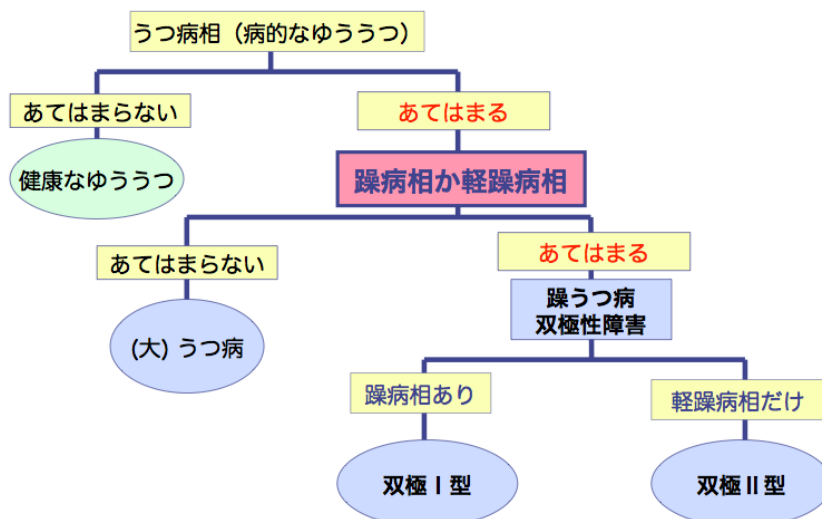 うつ病相（病的なゆううつ）
あてはまらない
あてはまる
健康なゆううつ
躁病相か軽躁病相
あてはまらない
あてはまる
(大) うつ病
躁うつ病
双極性障害
躁病相あり
軽躁病相だけ
双極Ⅰ型
双極Ⅱ型